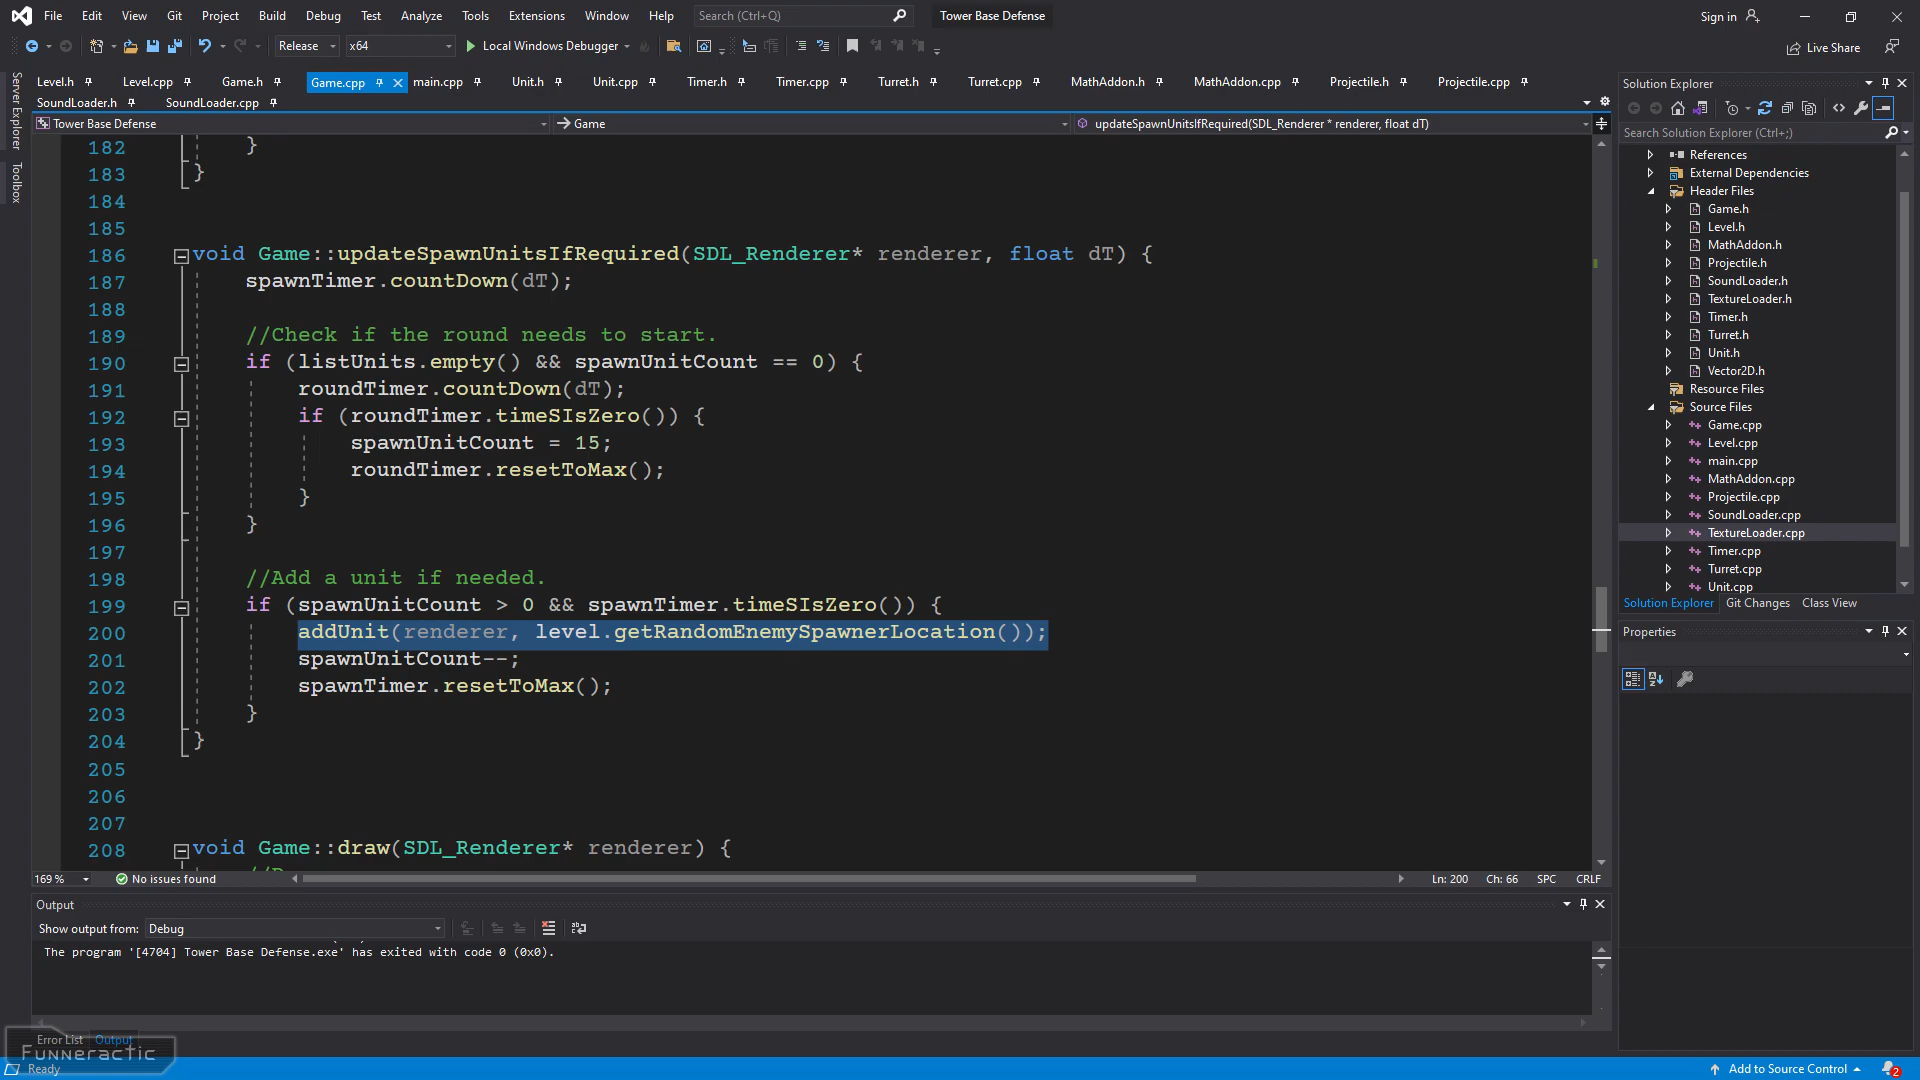 File Edit View Git Project Build Debug Test Analyze Tools Extensions Window Help Search (Ctrl+Q) Tower Base Defense Sign in
Release x64 Local Windows Debugger Live Share
Level.h Level.cpp Game.h Game.cpp main.cpp Unit.h Unit.cpp Timer.h Timer.cpp Turret.h Turret.cpp MathAddon.h MathAddon.cpp Projectile.h Projectile.cpp
SoundLoader.h SoundLoader.cpp
Server Explorer
Toolbox
Tower Base Defense Game updateSpawnUnitsIfRequired(SDL_Renderer * renderer, float dT)
182 }
183 }
184
185
186 void Game::updateSpawnUnitsIfRequired(SDL_Renderer* renderer, float dT) {
187 spawnTimer.countDown(dT);
188
189 //Check if the round needs to start.
190 if (listUnits.empty() && spawnUnitCount == 0) {
191 roundTimer.countDown(dT);
192 if (roundTimer.timeSIsZero()) {
193 spawnUnitCount = 15;
194 roundTimer.resetToMax();
195 }
196 }
197
198 //Add a unit if needed.
199 if (spawnUnitCount > 0 && spawnTimer.timeSIsZero()) {
200 addUnit(renderer, level.getRandomEnemySpawnerLocation());
201 spawnUnitCount--;
202 spawnTimer.resetToMax();
203 }
204 }
205
206
207
208 void Game::draw(SDL_Renderer* renderer) {
169 % No issues found Ln: 200 Ch: 66 SPC CRLF
Output
Show output from: Debug
The program '[4704] Tower Base Defense.exe' has exited with code 0 (0x0).
Error List Output
Funneractic
Ready Add to Source Control 2
Solution Explorer
Search Solution Explorer (Ctrl+;)
References
External Dependencies
Header Files
Game.h
Level.h
MathAddon.h
Projectile.h
SoundLoader.h
TextureLoader.h
Timer.h
Turret.h
Unit.h
Vector2D.h
Resource Files
Source Files
Game.cpp
Level.cpp
main.cpp
MathAddon.cpp
Projectile.cpp
SoundLoader.cpp
TextureLoader.cpp
Timer.cpp
Turret.cpp
Unit.cpp
Solution Explorer Git Changes Class View
Properties